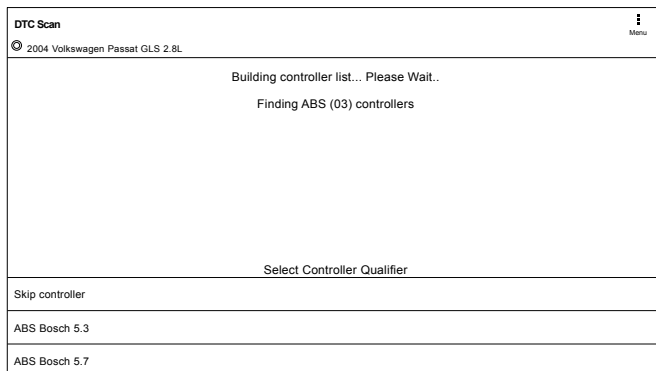 DTC Scan
Menu
2004 Volkswagen Passat GLS 2.8L
Building controller list... Please Wait..
Finding ABS (03) controllers
Select Controller Qualifier
Skip controller
ABS Bosch 5.3
ABS Bosch 5.7